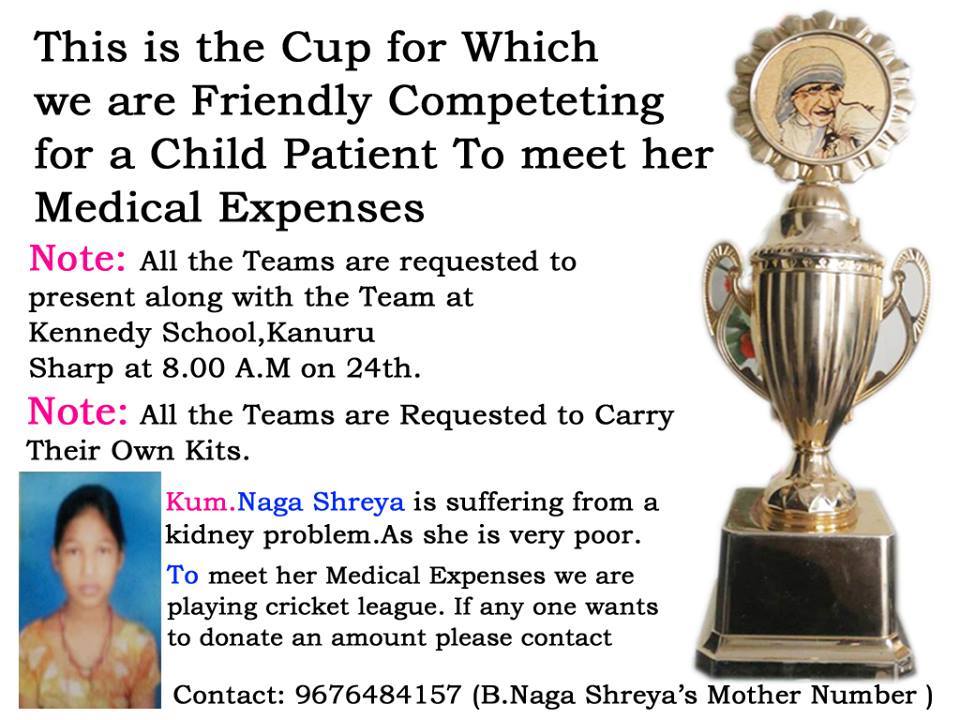 This is the Cup for Which
we are Friendly Competeting
for a Child Patient To meet her
Medical Expenses
Note: All the Teams are requested to
present along with the Team at
Kennedy School,Kanuru
Sharp at 8.00 A.M on 24th.
Note: All the Teams are Requested to Carry
Their Own Kits.
Kum.Naga Shreya is suffering from a
kidney problem.As she is very poor.
To meet her Medical Expenses we are
playing cricket league. If any one wants
to donate an amount please contact
Contact: 9676484157 (B.Naga Shreya’s Mother Number )